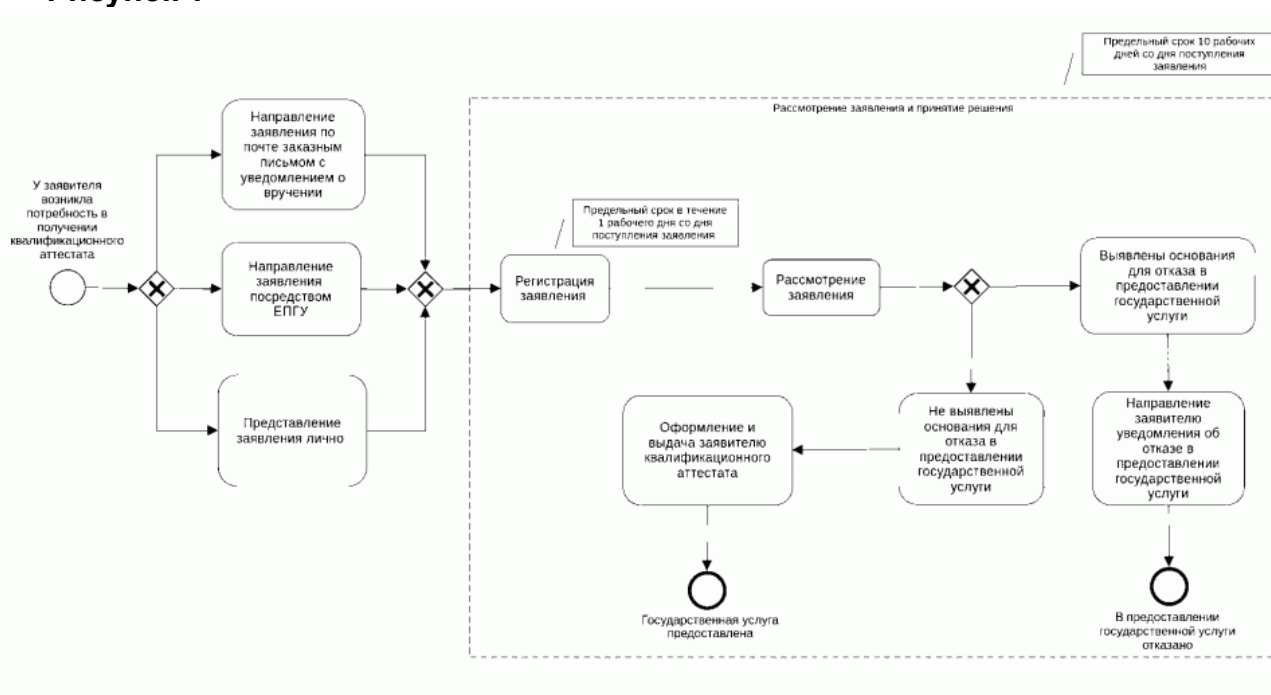 Предельный срок 10 рабочих
дней со дня поступления
заявления
Рассмотрение заявления и принятие решения
Направление
заявления по
почте заказным
письмом с
уведомлением о
вручении
У заявителя
возникла
потребность в
получении
квалификационного
аттестата
Предельный срок в течение
1 рабочего дня со дня
поступления заявления
Направление
заявления
посредством
ЕПГУ
Регистрация
заявления
Рассмотрение
заявления
Выявлены основания
для отказа в
предоставлении
государственной
услуги
Представление
заявления лично
Оформление и
выдача заявителю
квалификационного
аттестата
Не выявлены
основания для
отказа в
предоставлении
государственной
услуги
Направление
заявителю
уведомления об
отказе в
предоставлении
государственной
услуги
Государственная услуга
предоставлена
В предоставлении
государственной услуги
отказано